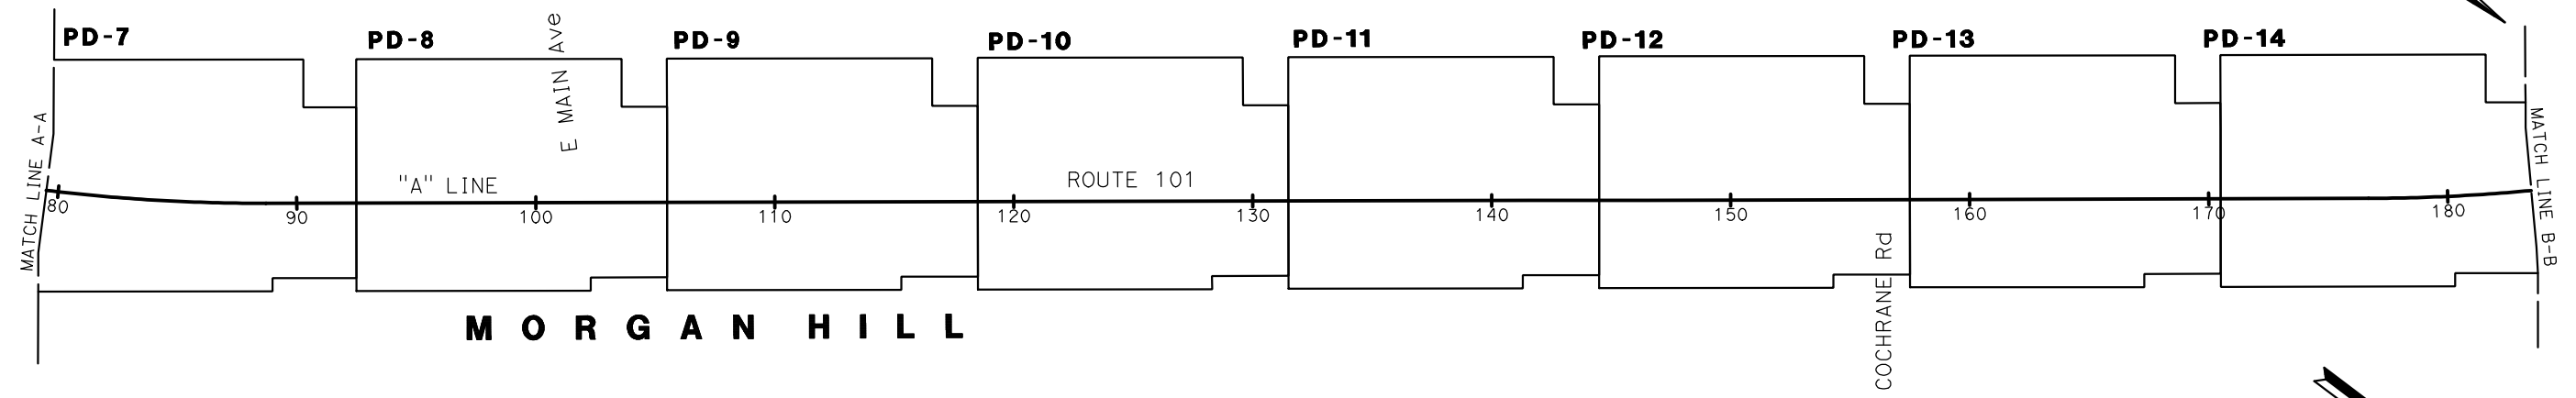 PD-7
PD-8
PD-9
PD-10
PD-11
PD-12
PD-13
PD-14
E MAIN Ave
MATCH LINE A-A
"A" LINE
ROUTE 101
MATCH LINE B-B
80
90
100
110
120
130
140
150
160
170
180
COCHRANE Rd
MORGAN HILL